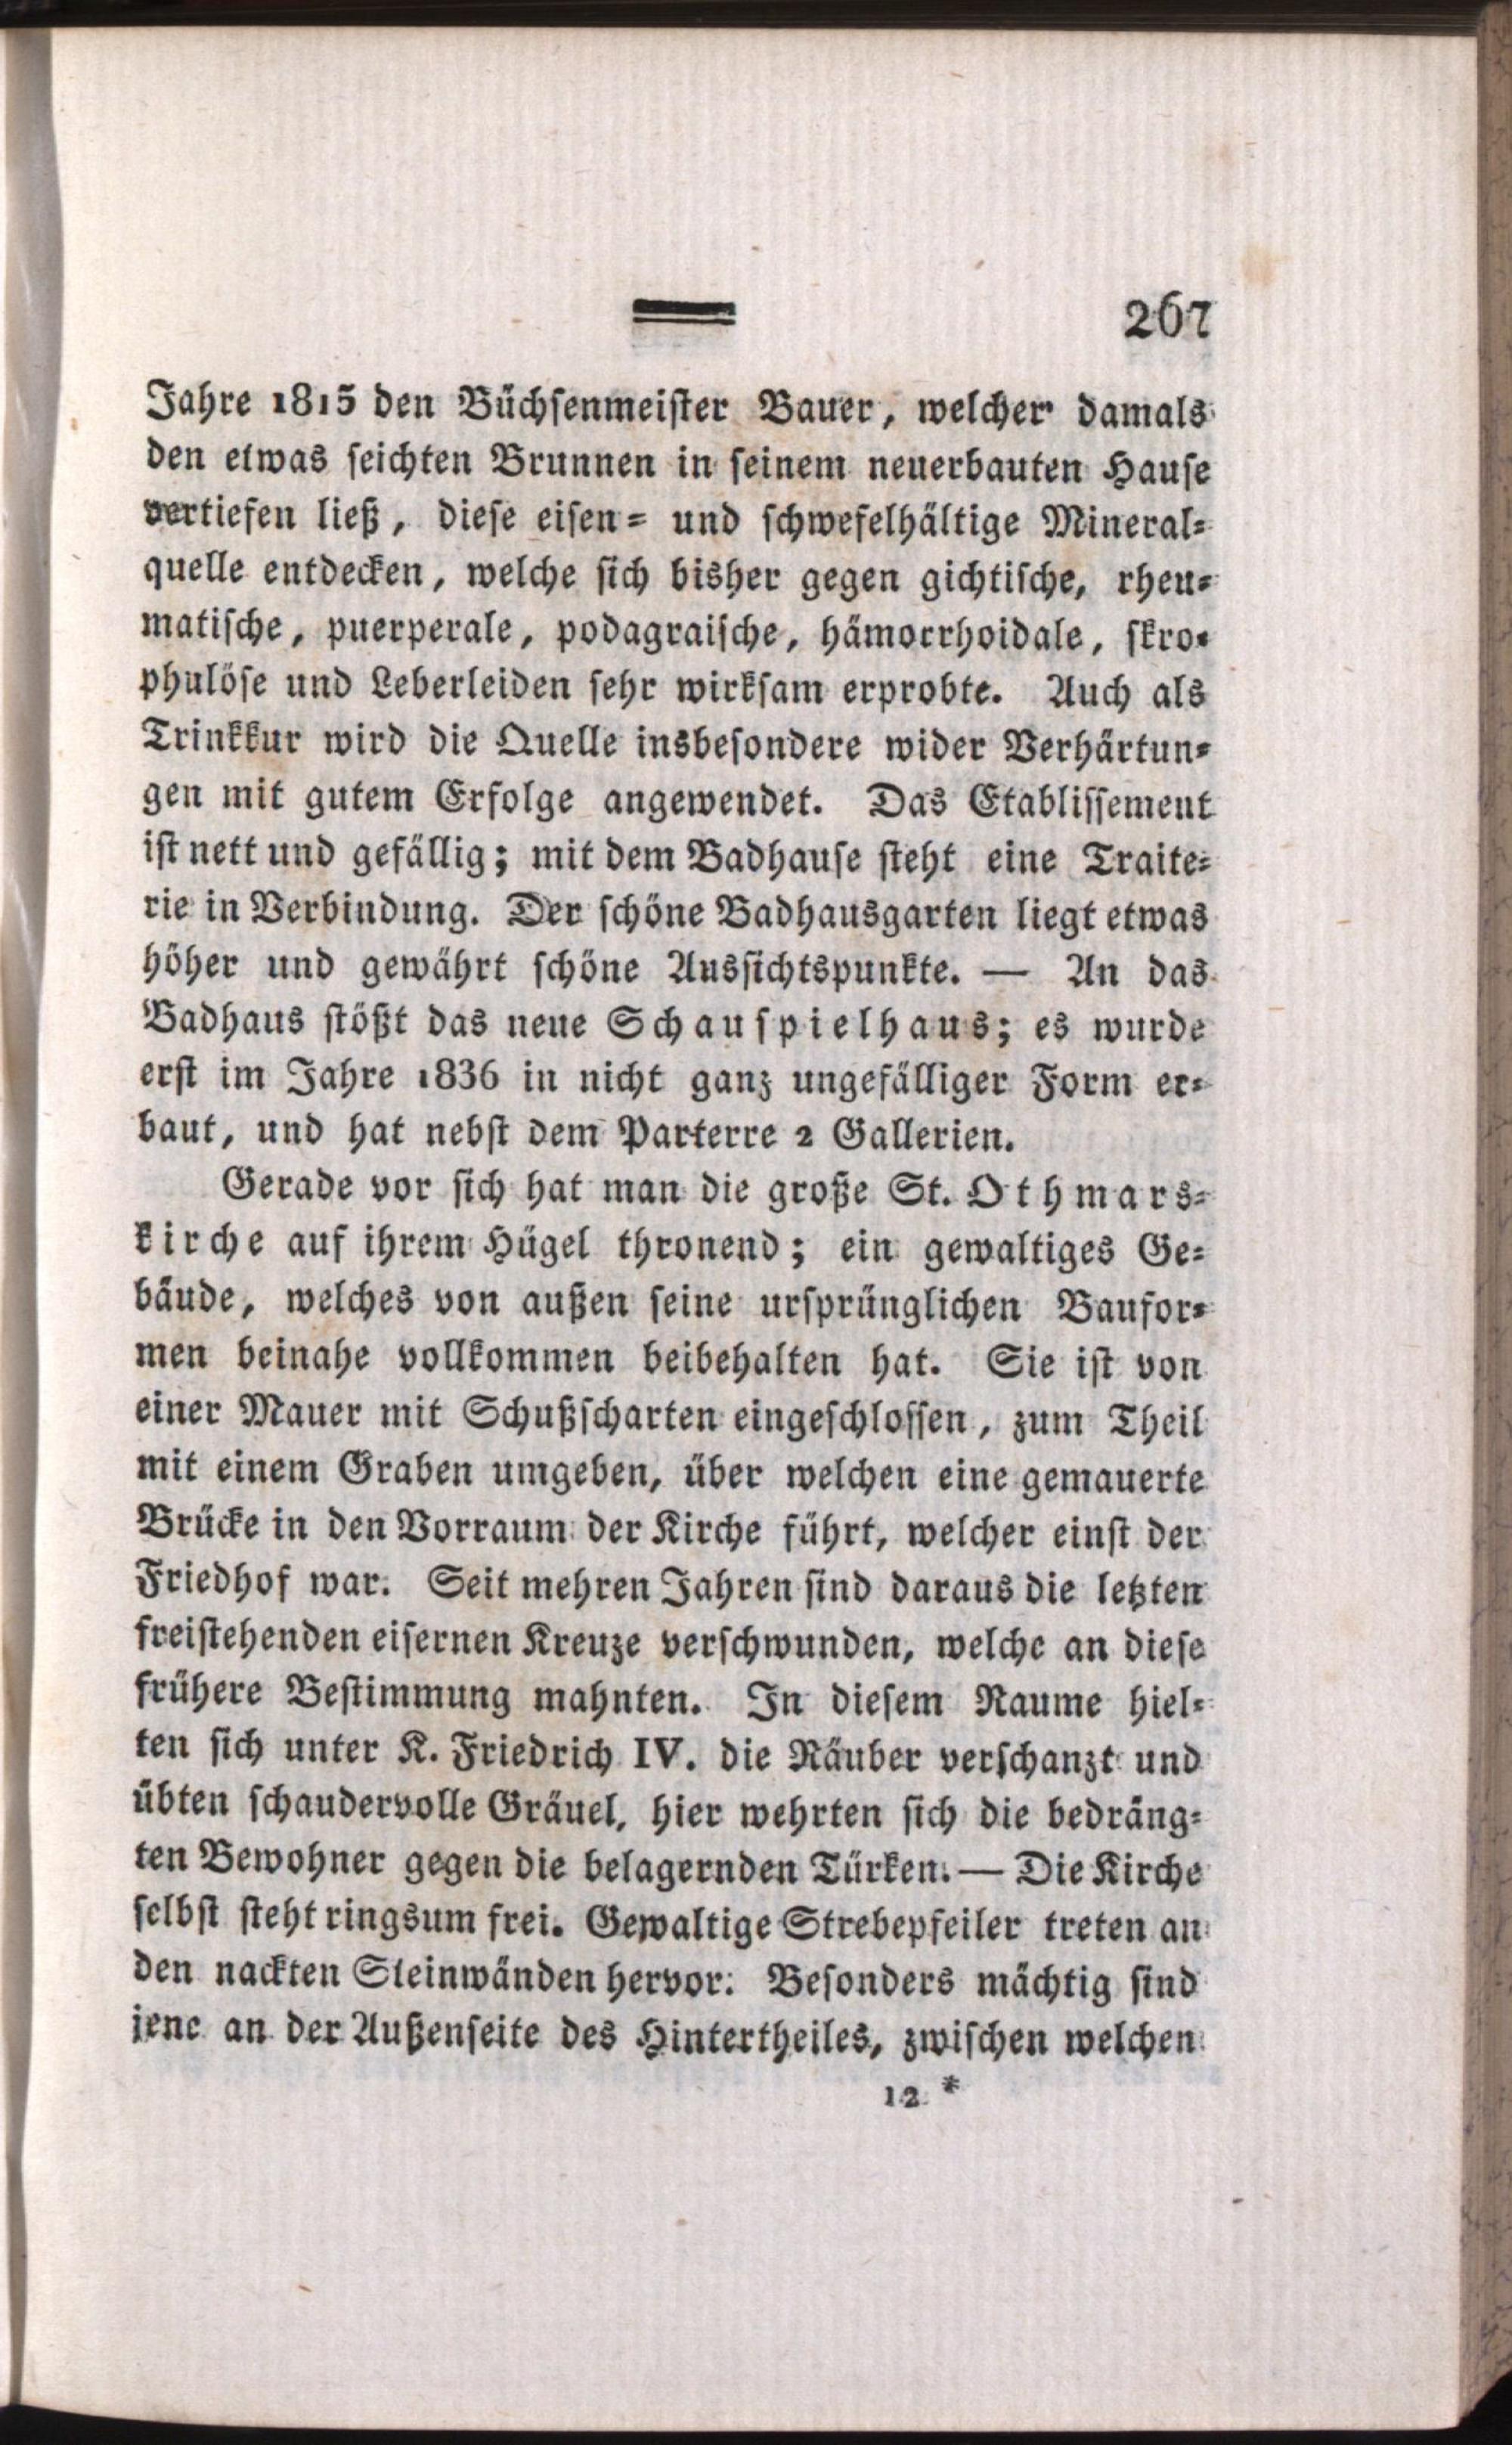 267
Jahre 1815 den Büchsenmeister Bauer, welcher damals
den etwas seichten Brunnen in seinem neuerbauten Hause
vertiefen ließ, diese eisen= und schwefelhältige Mineral=
quelle entdecken, welche sich bisher gegen gichtische, rheu=
matische, puerperale, podagraische, hämorrhoidale, skro=
phulöse und Leberleiden sehr wirksam erprobte. Auch als
Trinkkur wird die Quelle insbesondere wider Verhärtun=
gen mit gutem Erfolge angewendet. Das Etablissement
ist nett und gefällig; mit dem Badhause steht eine Traite=
rie in Verbindung. Der schöne Badhausgarten liegt etwas
höher und gewährt schöne Aussichtspunkte. — An das
Badhaus stößt das neue Schauspielhaus; es wurde
erst im Jahre 1836 in nicht ganz ungefälliger Form er=
baut, und hat nebst dem Parterre 2 Gallerien.
Gerade vor sich hat man die große St. Othmars=
kirche auf ihrem Hügel thronend; ein gewaltiges Ge=
bäude, welches von außen seine ursprünglichen Baufor=
men beinahe vollkommen beibehalten hat. Sie ist von
einer Mauer mit Schußscharten eingeschlossen, zum Theil
mit einem Graben umgeben, über welchen eine gemauerte
Brücke in den Vorraum der Kirche führt, welcher einst der
Friedhof war. Seit mehren Jahren sind daraus die letzten
freistehenden eisernen Kreuze verschwunden, welche an diese
frühere Bestimmung mahnten. In diesem Raume hiel=
ten sich unter K. Friedrich IV. die Räuber verschanzt und
übten schaudervolle Gräuel, hier wehrten sich die bedräng=
ten Bewohner gegen die belagernden Türken. — Die Kirche
selbst steht ringsum frei. Gewaltige Strebepfeiler treten an
den nackten Steinwänden hervor. Besonders mächtig sind
jene an der Außenseite des Hintertheiles, zwischen welchen
12 *